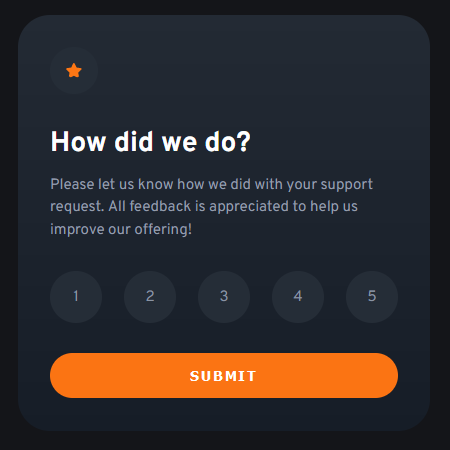 How did we do?
Please let us know how we did with your support
request. All feedback is appreciated to help us
improve our offering!
1 2 3 4 5
SUBMIT